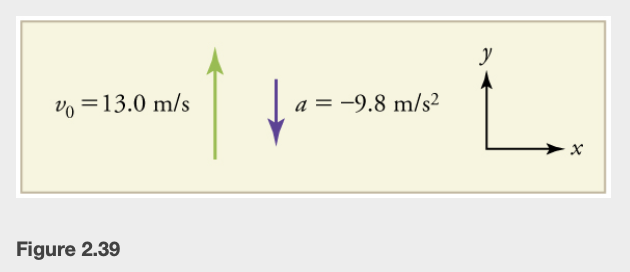 y
v₀ = 13.0 m/s
a = −9.8 m/s²
x
Figure 2.39